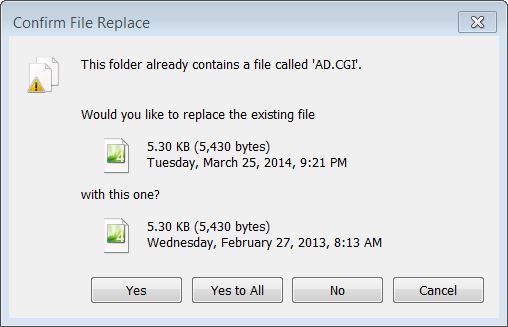 Confirm File Replace
This folder already contains a file called 'AD.CGI'.
Would you like to replace the existing file
5.30 KB (5,430 bytes)
Tuesday, March 25, 2014, 9:21 PM
with this one?
5.30 KB (5,430 bytes)
Wednesday, February 27, 2013, 8:13 AM
Yes
Yes to All
No
Cancel